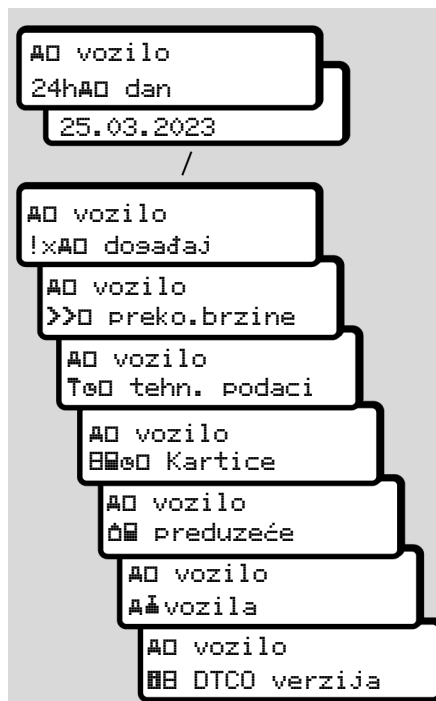 vozilo
24h dan
25.03.2023
/
vozilo
!x događaj
vozilo
>> preko.brzine
vozilo
T tehn. podaci
vozilo
Kartice
vozilo
preduzeće
vozilo
vozila
vozilo
DTCO verzija